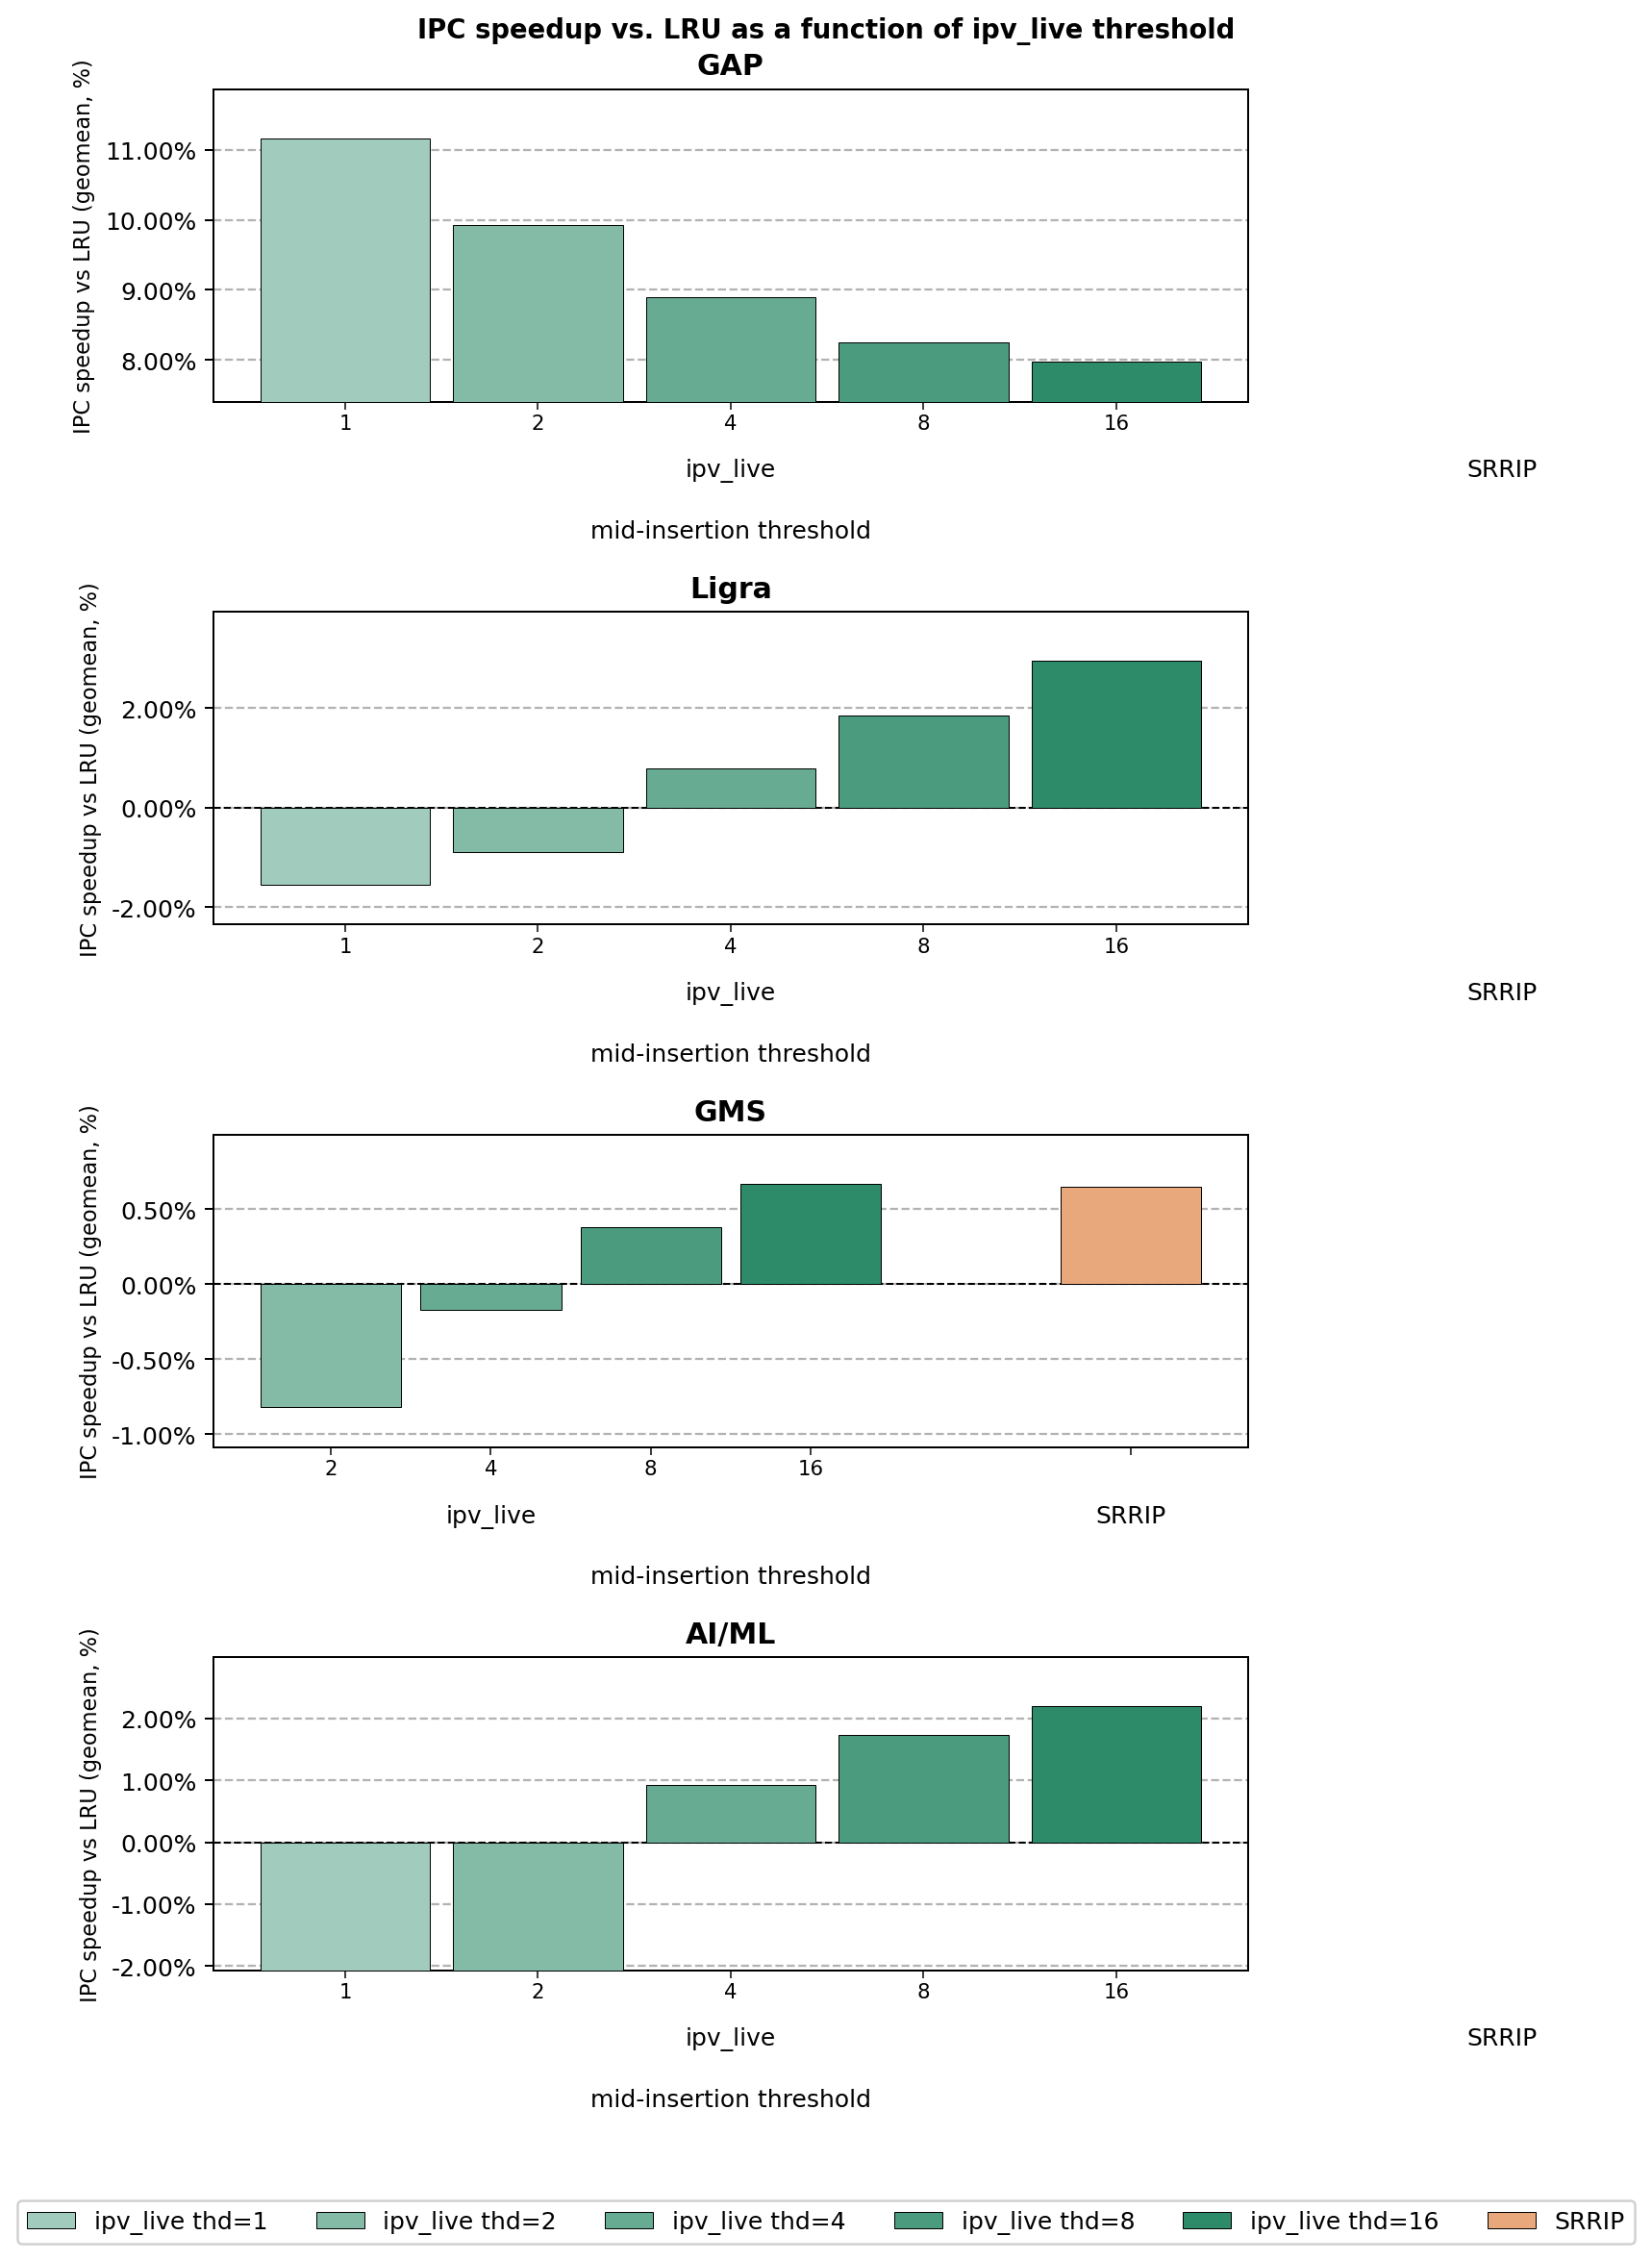 IPC speedup vs. LRU as a function of ipv_live threshold
GAP
IPC speedup vs LRU (geomean, %)
11.00%
10.00%
9.00%
8.00%
1 2 4 8 16
ipv_live SRRIP
mid-insertion threshold
Ligra
IPC speedup vs LRU (geomean, %)
2.00%
0.00%
-2.00%
1 2 4 8 16
ipv_live SRRIP
mid-insertion threshold
GMS
IPC speedup vs LRU (geomean, %)
0.50%
0.00%
-0.50%
-1.00%
2 4 8 16
ipv_live SRRIP
mid-insertion threshold
AI/ML
IPC speedup vs LRU (geomean, %)
2.00%
1.00%
0.00%
-1.00%
-2.00%
1 2 4 8 16
ipv_live SRRIP
mid-insertion threshold
ipv_live thd=1 ipv_live thd=2 ipv_live thd=4 ipv_live thd=8 ipv_live thd=16 SRRIP